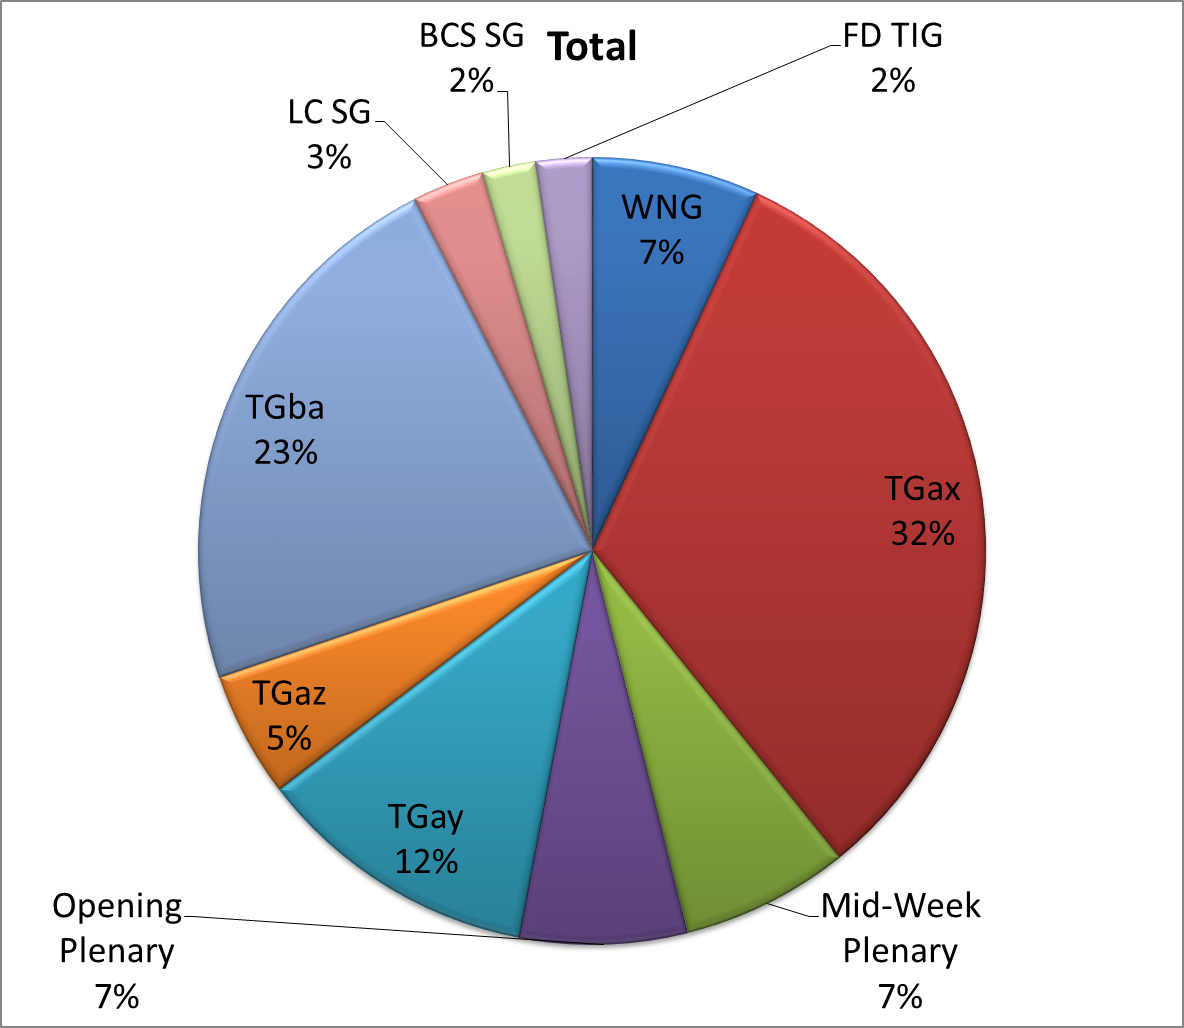 Total
BCS SG
2%
FD TIG
2%
LC SG
3%
WNG
7%
TGba
23%
TGax
32%
TGaz
5%
TGay
12%
Opening
Plenary
7%
Mid-Week
Plenary
7%